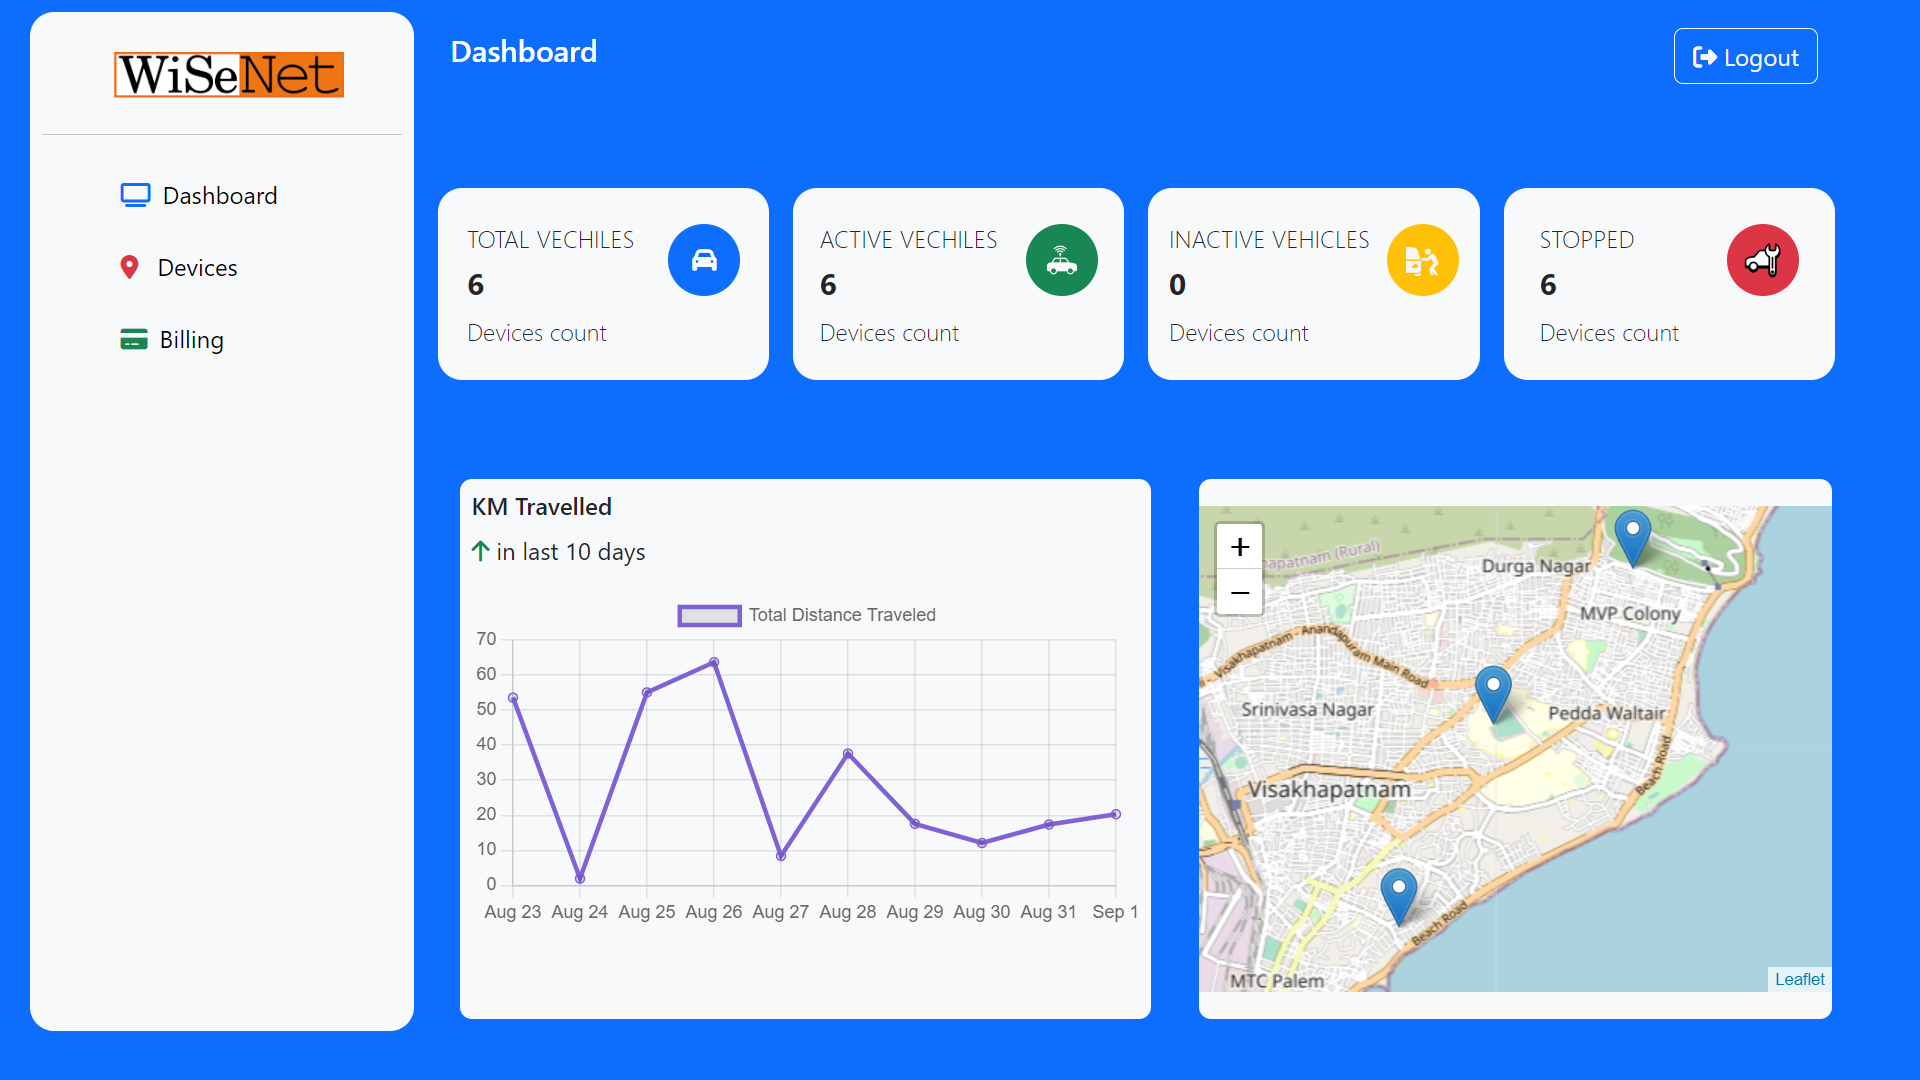 WiSeNet
Dashboard
Devices
Billing
Dashboard
Logout
TOTAL VECHILES
6
Devices count
ACTIVE VECHILES
6
Devices count
INACTIVE VEHICLES
0
Devices count
STOPPED
6
Devices count
KM Travelled
in last 10 days
Total Distance Traveled
70
60
50
40
30
20
10
0
Aug 23 Aug 24 Aug 25 Aug 26 Aug 27 Aug 28 Aug 29 Aug 30 Aug 31 Sep 1
+
−
hapatnam (Rural)
Durga Nagar
MVP Colony
- Visakhapatnam - Anandapuram Main Road
Srinivasa Nagar
Pedda Waltair
Beach Road
Visakhapatnam
Beach Road
MTC Palem
Leaflet